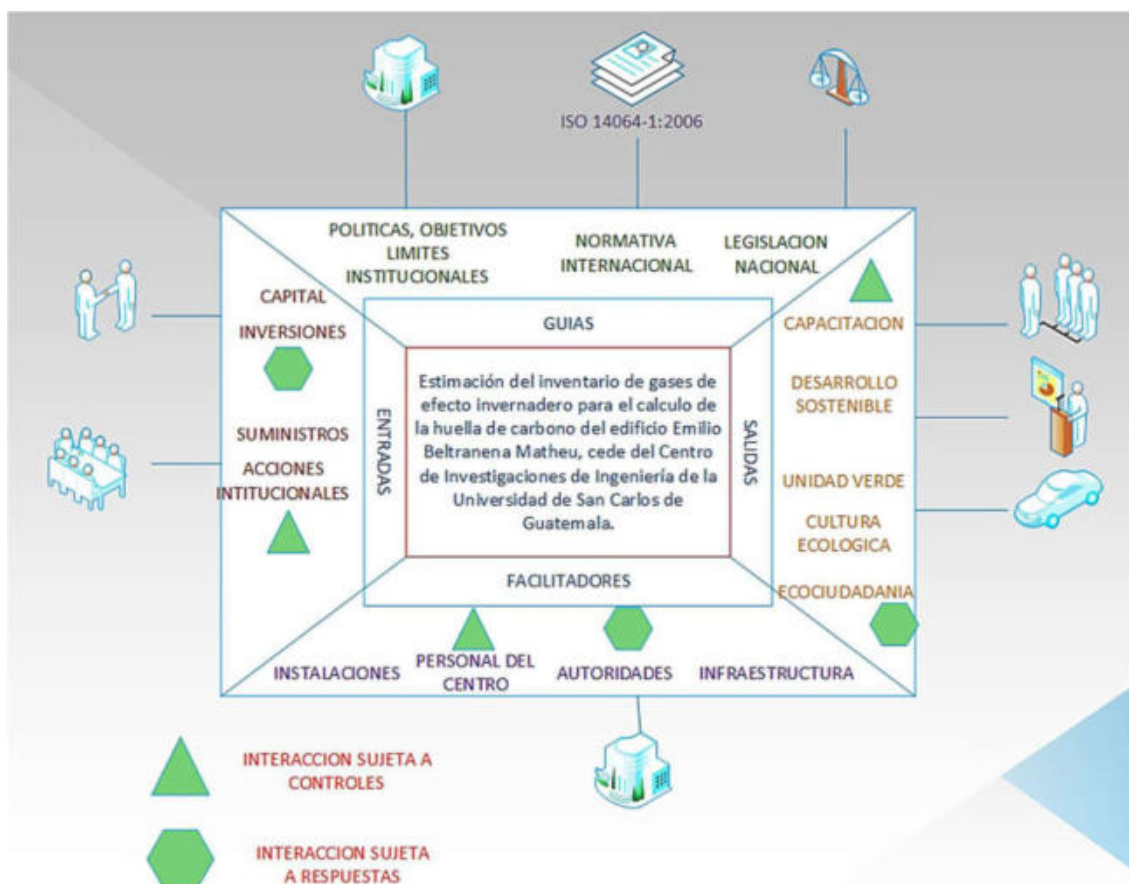 ISO 14064-1:2006
POLITICAS, OBJETIVOS
LIMITES
INSTITUCIONALES
NORMATIVA
INTERNACIONAL
LEGISLACION
NACIONAL
CAPITAL
INVERSIONES
SUMINISTROS
ACCIONES
INTITUCIONALES
ENTRADAS
GUIAS
Estimación del inventario de gases de
efecto invernadero para el calculo de
la huella de carbono del edificio Emilio
Beltranena Matheu, cede del Centro
de Investigaciones de Ingeniería de la
Universidad de San Carlos de
Guatemala.
SALIDAS
CAPACITACION
DESARROLLO
SOSTENIBLE
UNIDAD VERDE
CULTURA
ECOLOGICA
ECOCIUDADANIA
FACILITADORES
INSTALACIONES
PERSONAL DEL
CENTRO
AUTORIDADES
INFRAESTRUCTURA
INTERACCION SUJETA A
CONTROLES
INTERACCION SUJETA
A RESPUESTAS